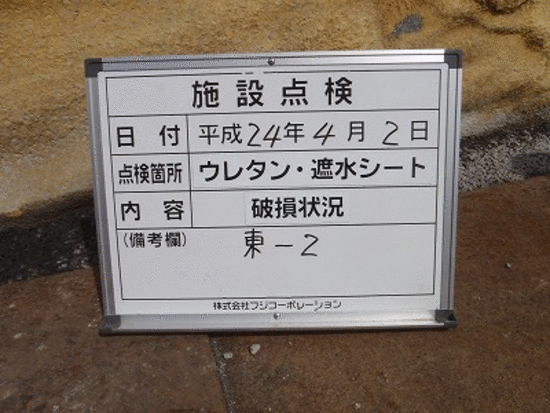 施設点検
日付 平成24年4月2日
点検箇所 ウレタン・遮水シート
内容 破損状況
(備考欄) 東-2
株式会社フジコーポレーション